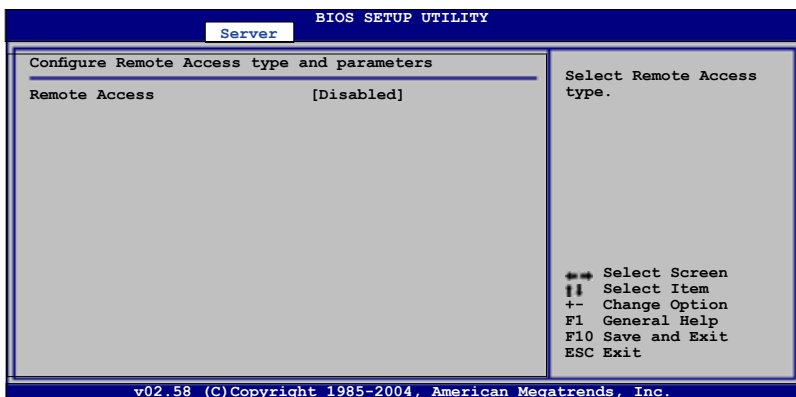 BIOS SETUP UTILITY
Server
Configure Remote Access type and parameters
Remote Access [Disabled]
Select Remote Access
type.
Select Screen
Select Item
+- Change Option
F1 General Help
F10 Save and Exit
ESC Exit
v02.58 (C)Copyright 1985-2004, American Megatrends, Inc.